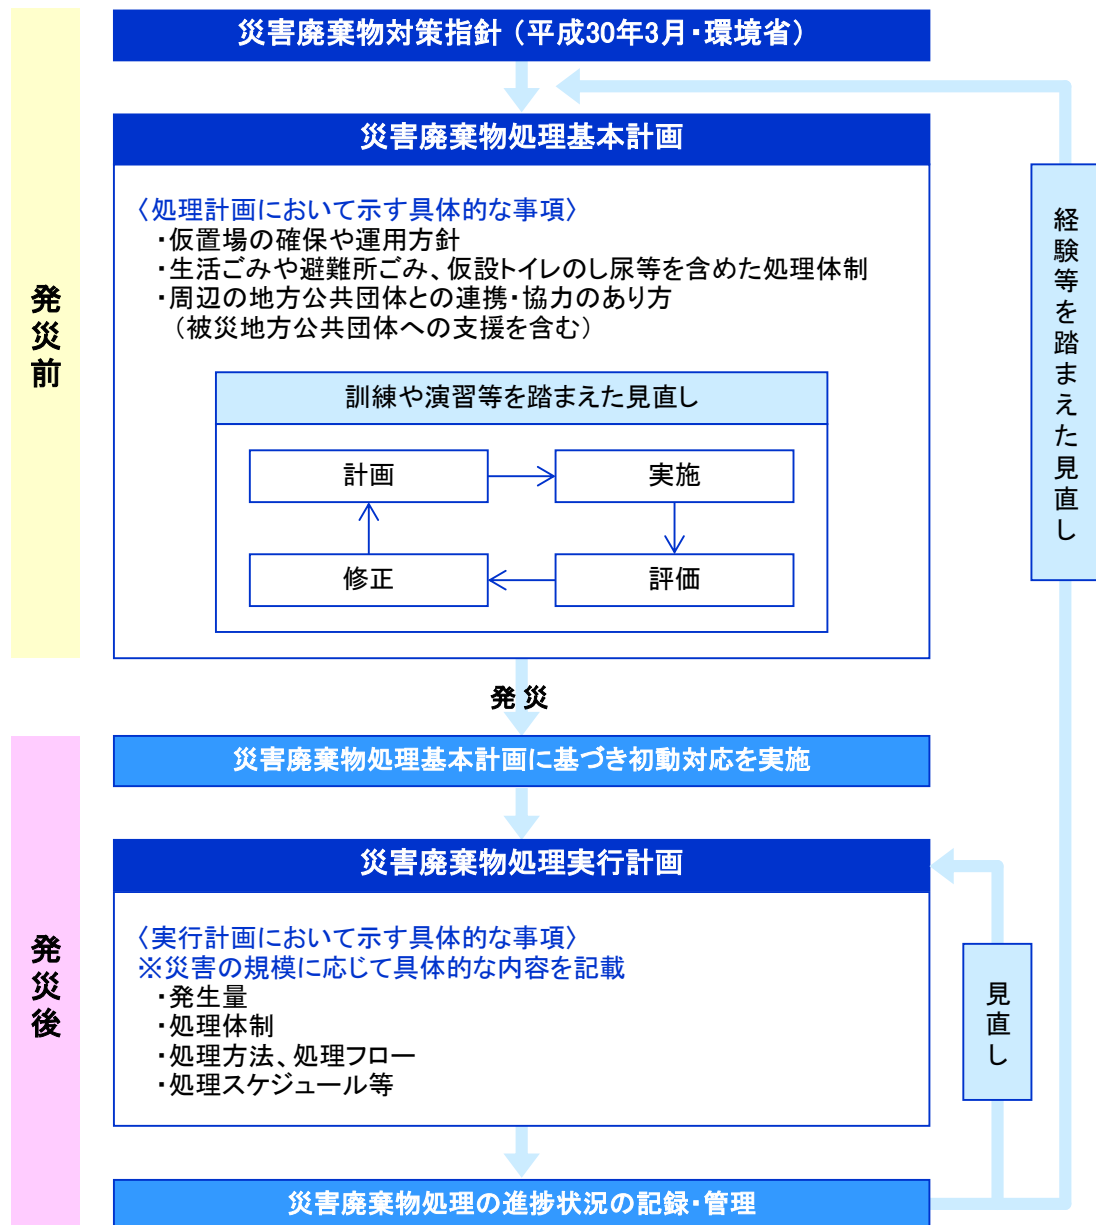 災害廃棄物対策指針（平成30年3月・環境省）
発災前
災害廃棄物処理基本計画
〈処理計画において示す具体的な事項〉
・仮置場の確保や運用方針
・生活ごみや避難所ごみ、仮設トイレのし尿等を含めた処理体制
・周辺の地方公共団体との連携・協力のあり方
（被災地方公共団体への支援を含む）
訓練や演習等を踏まえた見直し
計画
実施
修正
評価
経験等を踏まえた見直し
発災
発災後
災害廃棄物処理基本計画に基づき初動対応を実施
災害廃棄物処理実行計画
〈実行計画において示す具体的な事項〉
※災害の規模に応じて具体的な内容を記載
・発生量
・処理体制
・処理方法、処理フロー
・処理スケジュール等
見直し
災害廃棄物処理の進捗状況の記録・管理